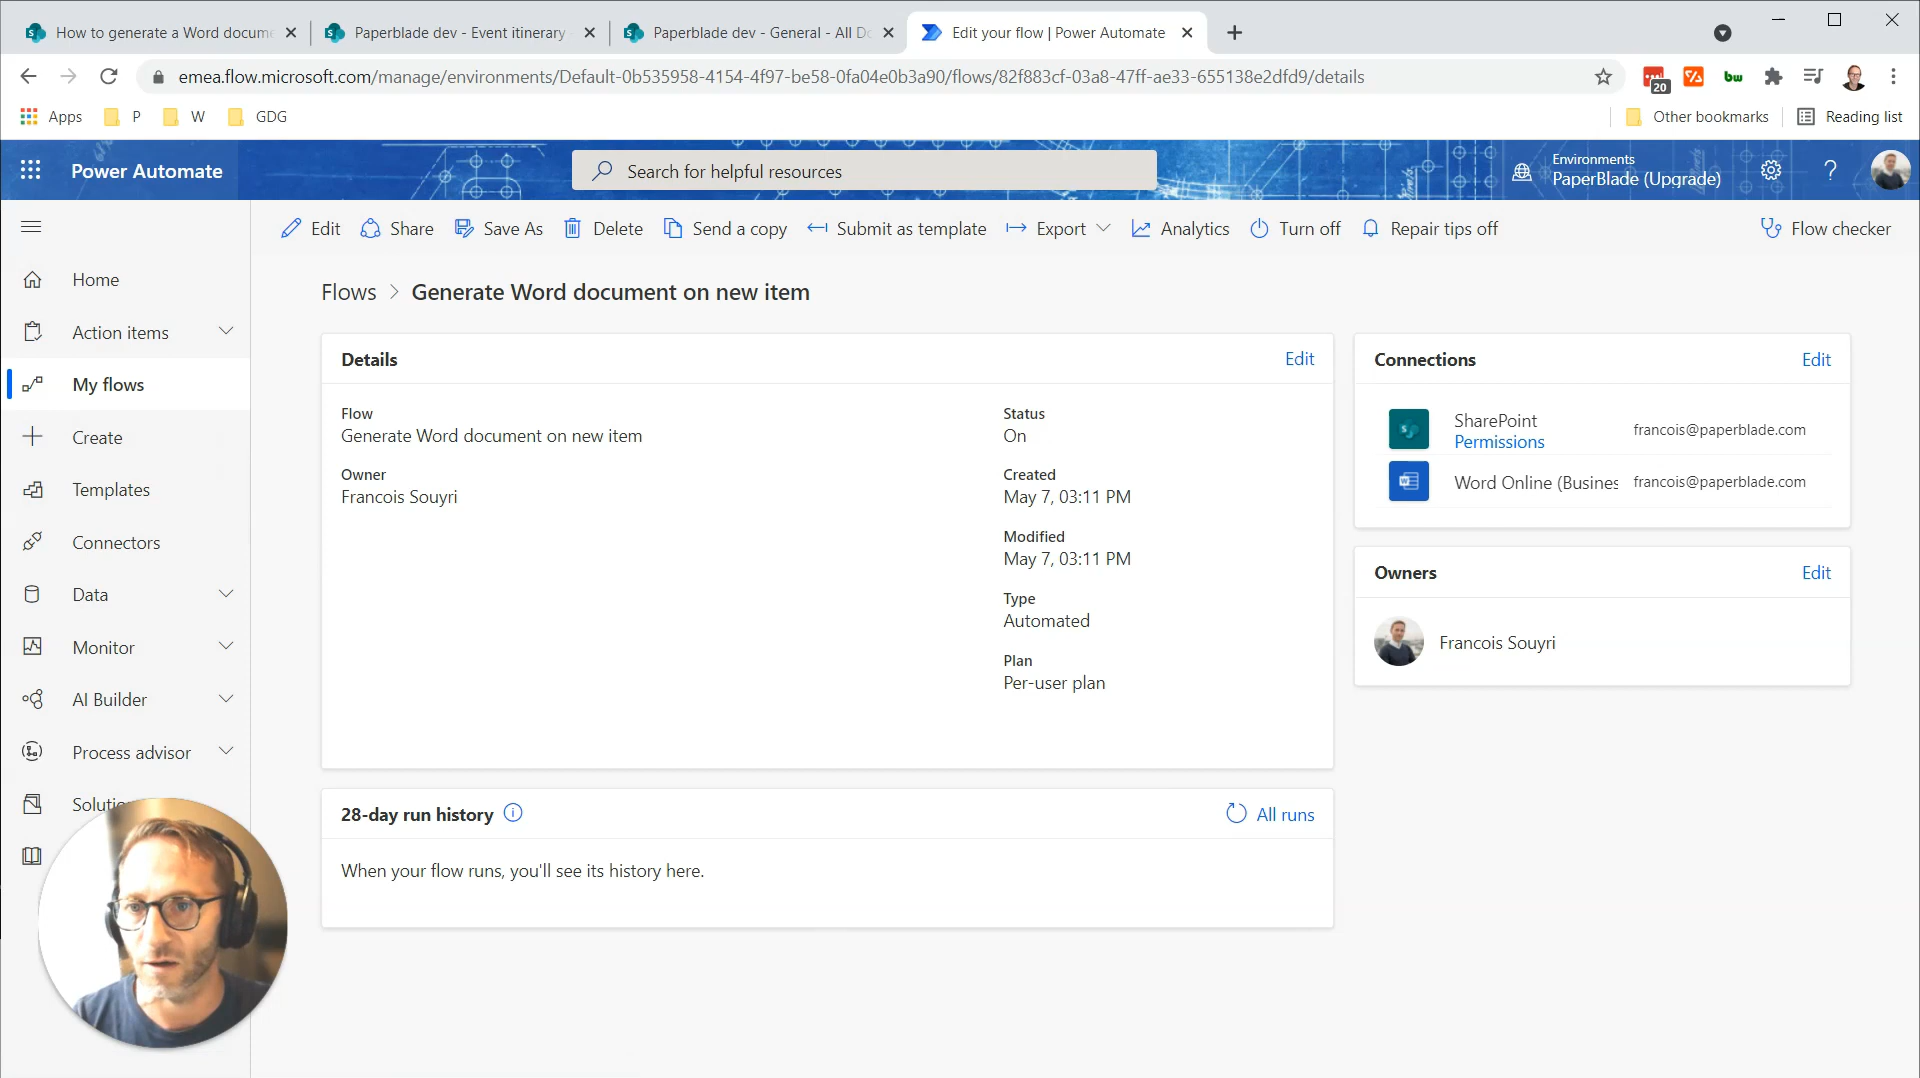 How to generate a Word docume
Paperblade dev - Event itinerary
Paperblade dev - General - All Do
Edit your flow | Power Automate
emea.flow.microsoft.com/manage/environments/Default-0b535958-4154-4f97-be58-0fa04e0b3a90/flows/82f883cf-03a8-47ff-ae33-655138e2dfd9/details
20
bw
Apps
P
W
GDG
Other bookmarks
Reading list
Power Automate
Search for helpful resources
Environments
PaperBlade (Upgrade)
Edit
Share
Save As
Delete
Send a copy
Submit as template
Export
Analytics
Turn off
Repair tips off
Flow checker
Home
Action items
My flows
Create
Templates
Connectors
Data
Monitor
AI Builder
Process advisor
Flows > Generate Word document on new item
Details
Edit
Flow
Generate Word document on new item
Owner
Francois Souyri
Status
On
Created
May 7, 03:11 PM
Modified
May 7, 03:11 PM
Type
Automated
Plan
Per-user plan
Connections
Edit
SharePoint
Permissions
francois@paperblade.com
Word Online (Busines
francois@paperblade.com
Owners
Edit
Francois Souyri
28-day run history
All runs
When your flow runs, you'll see its history here.